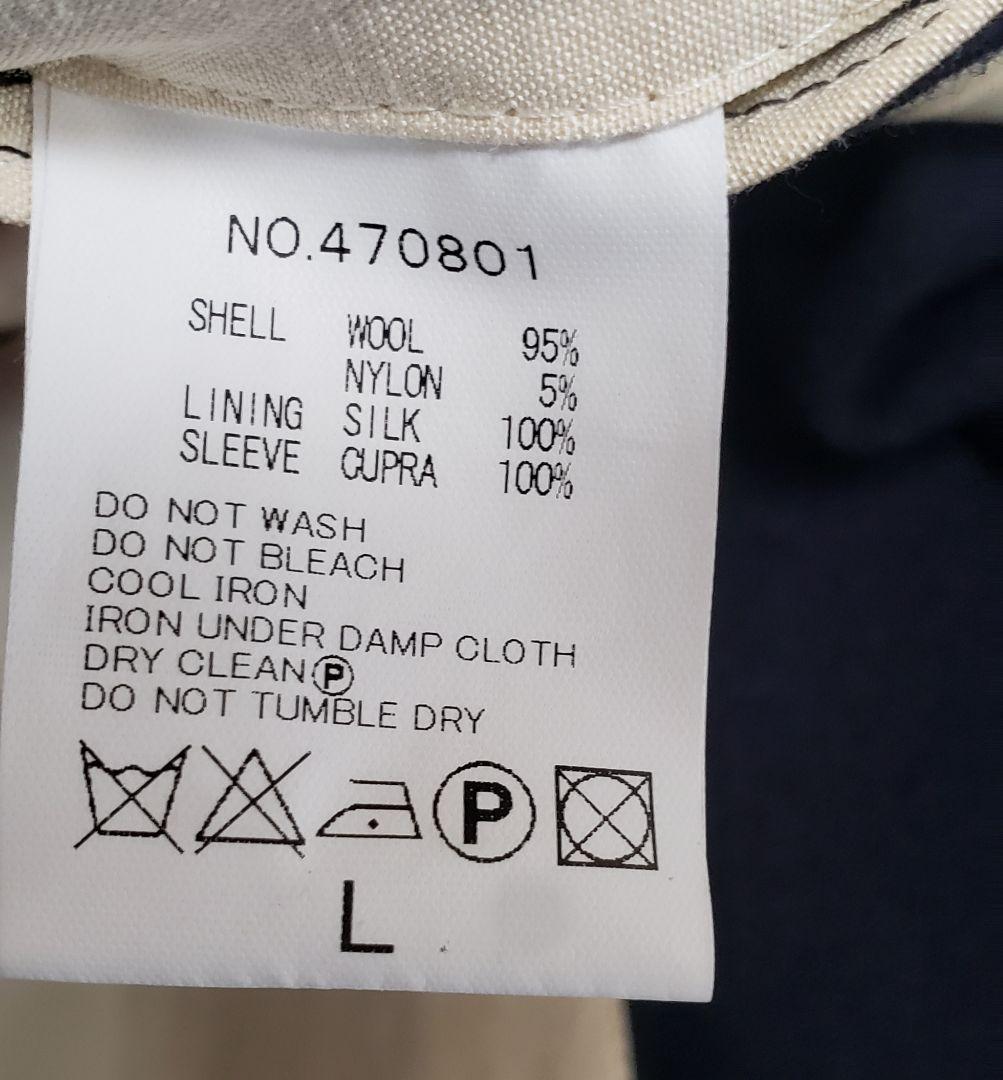 NO.470801
SHELL WOOL 95%
NYLON 5%
LINING SILK 100%
SLEEVE CUPRA 100%
DO NOT WASH
DO NOT BLEACH
COOL IRON
IRON UNDER DAMP CLOTH
DRY CLEAN Ⓟ
DO NOT TUMBLE DRY
P
L